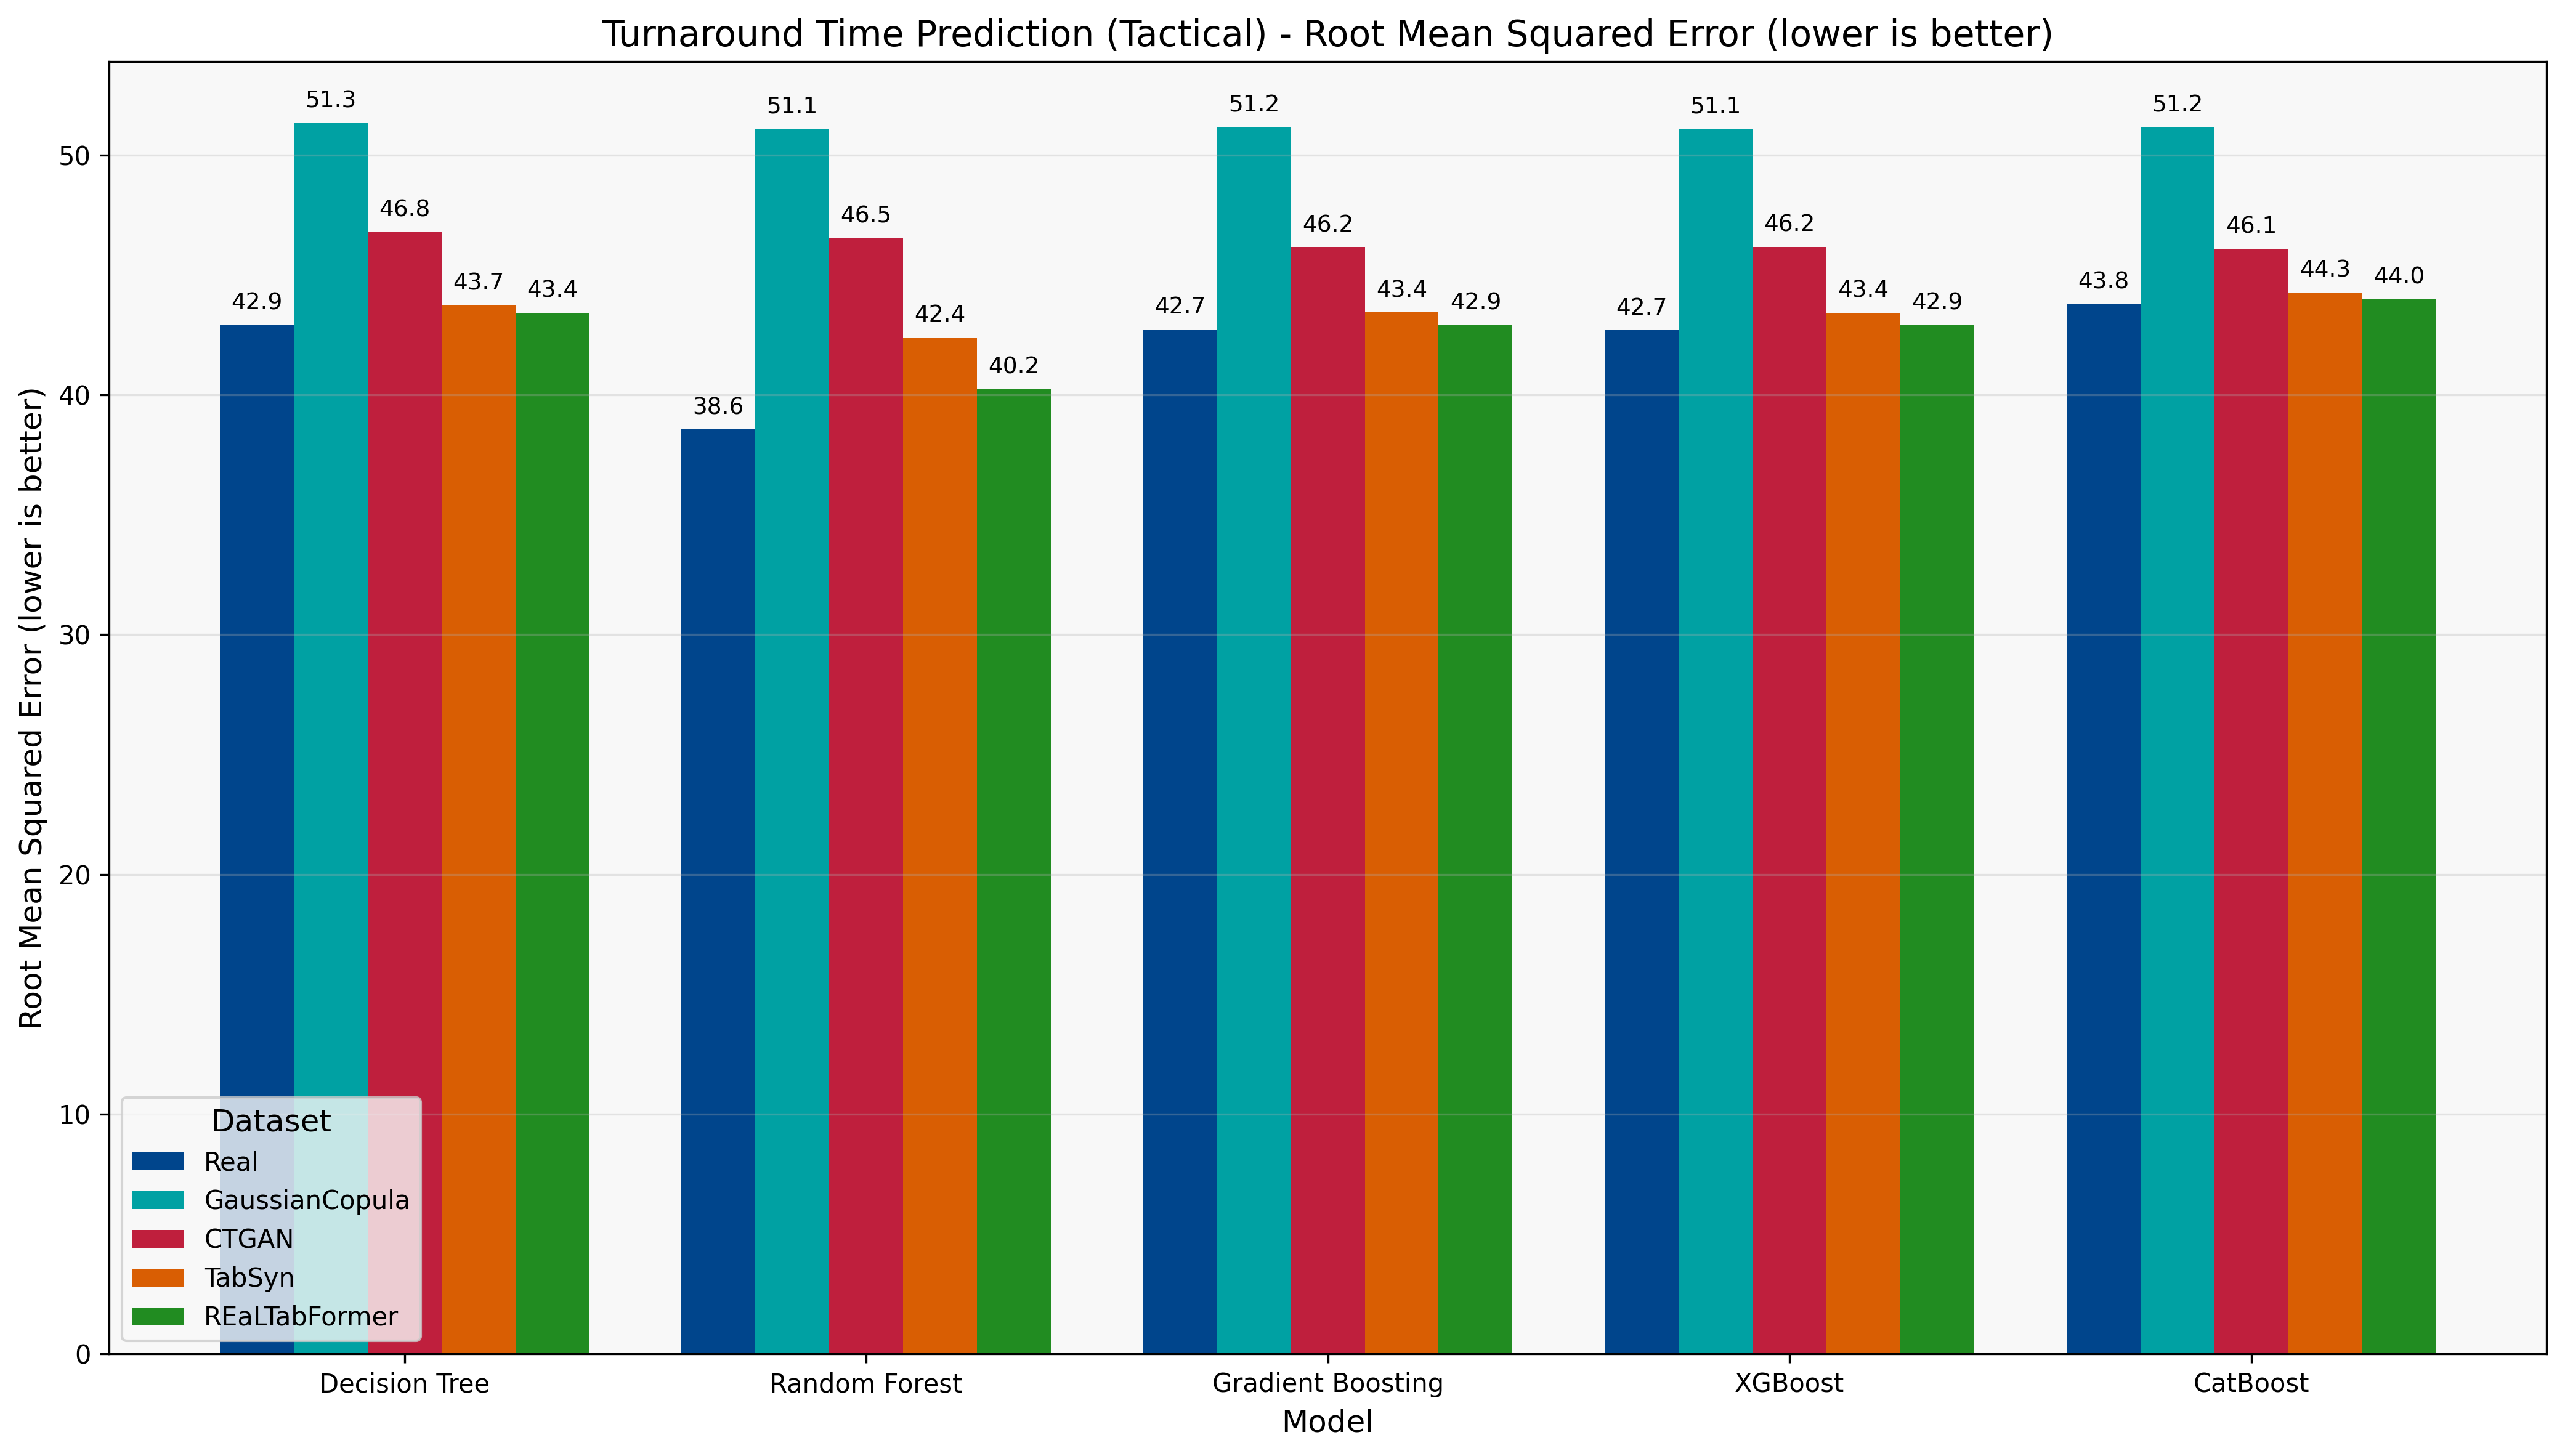 Turnaround Time Prediction (Tactical) - Root Mean Squared Error (lower is better)
Root Mean Squared Error (lower is better)
50
40
30
20
10
0
42.9
51.3
46.8
43.7
43.4
38.6
51.1
46.5
42.4
40.2
42.7
51.2
46.2
43.4
42.9
42.7
51.1
46.2
43.4
42.9
43.8
51.2
46.1
44.3
44.0
Dataset
Real
GaussianCopula
CTGAN
TabSyn
REaLTabFormer
Decision Tree
Random Forest
Gradient Boosting
XGBoost
CatBoost
Model